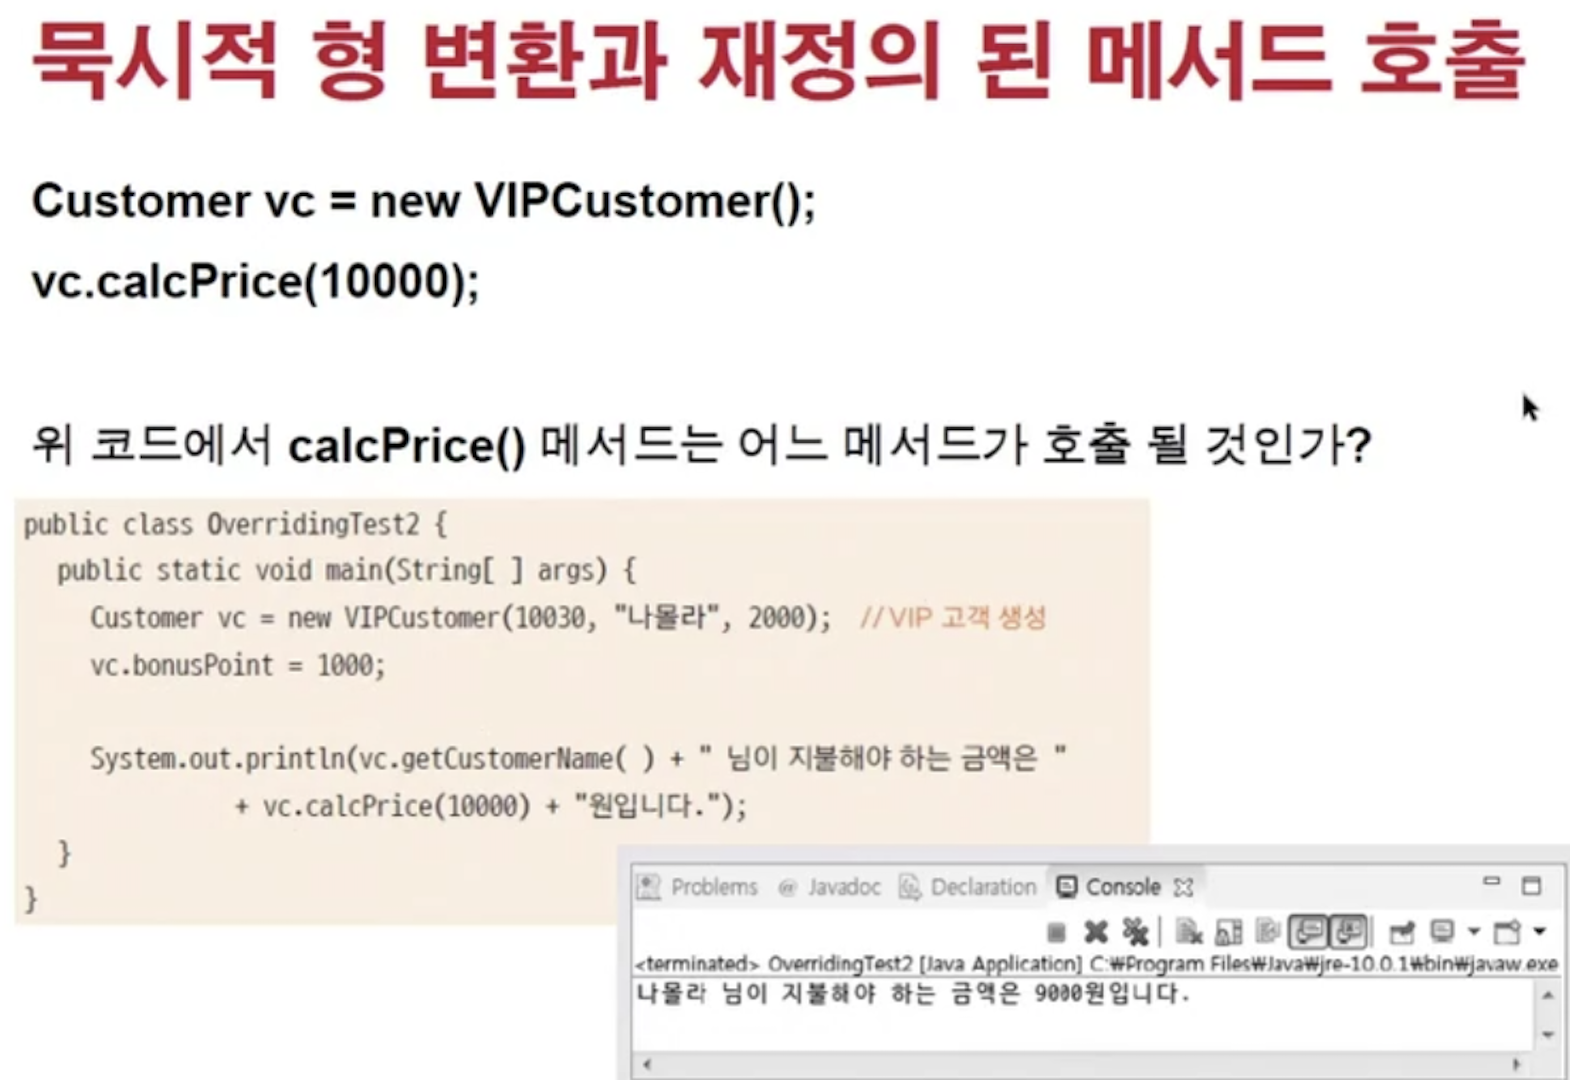 묵시적 형 변환과 재정의 된 메서드 호출
Customer vc = new VIPCustomer();
vc.calcPrice(10000);
위 코드에서 calcPrice() 메서드는 어느 메서드가 호출 될 것인가?
public class OverridingTest2 {
public static void main(String[ ] args) {
Customer vc = new VIPCustomer(10030, "나몰라", 2000); //VIP 고객 생성
vc.bonusPoint = 1000;
System.out.println(vc.getCustomerName( ) + " 님이 지불해야 하는 금액은 "
+ vc.calcPrice(10000) + "원입니다.");
}
}
Problems @ Javadoc Declaration Console
<terminated> OverridingTest2 [Java Application] C:₩Program Files₩Java₩jre-10.0.1₩bin₩javaw.exe
나몰라 님이 지불해야 하는 금액은 9000원입니다.